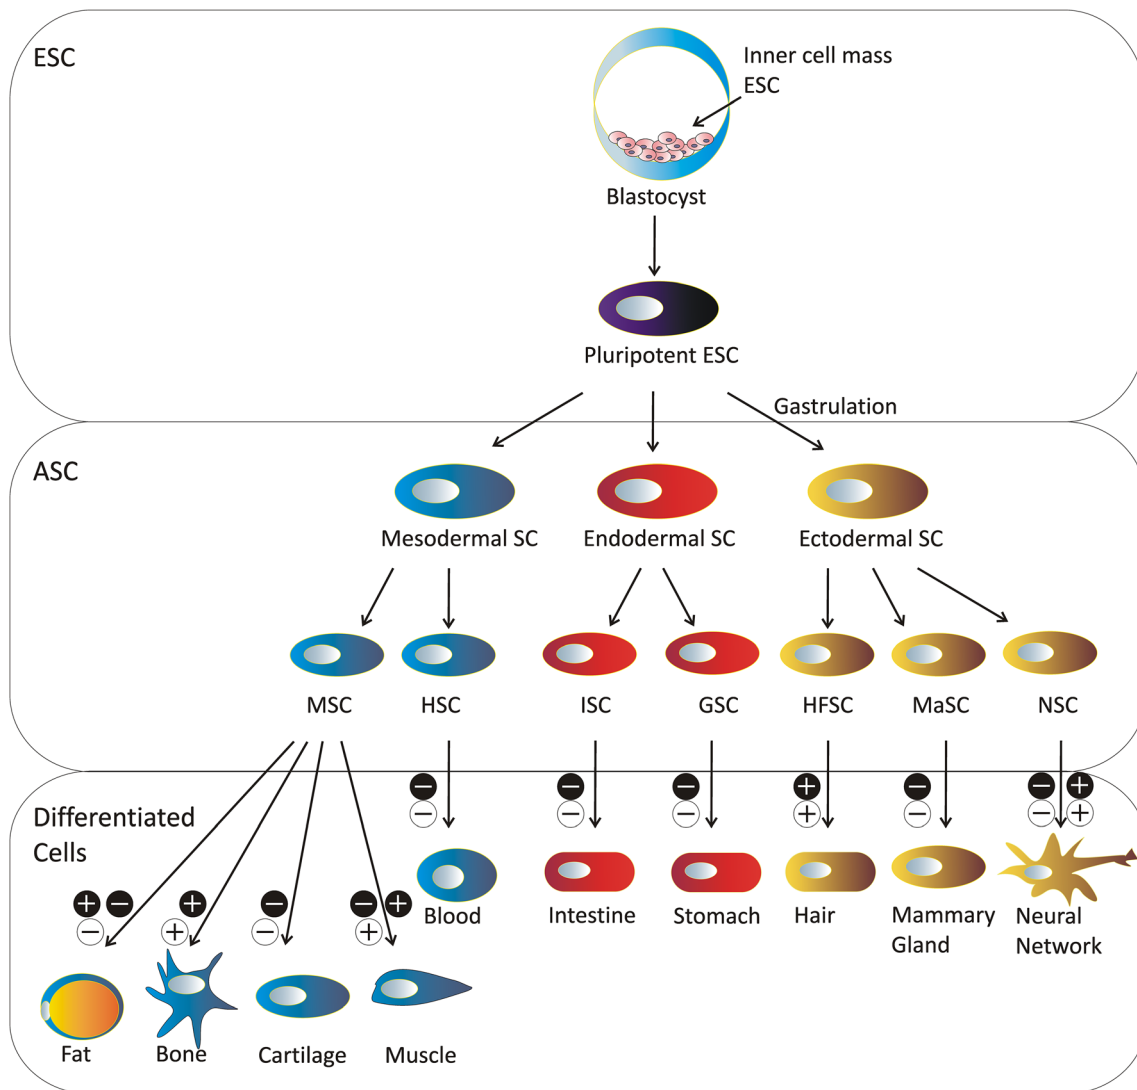 ESC
Inner cell mass
ESC
Blastocyst
Pluripotent ESC
Gastrulation
ASC
Mesodermal SC
Endodermal SC
Ectodermal SC
MSC
HSC
ISC
GSC
HFSC
MaSC
NSC
Differentiated
Cells
− − − + − − +
− − − + − − +
Blood
Intestine
Stomach
Hair
Mammary
Gland
Neural
Network
+ − + − − +
− + − +
Fat
Bone
Cartilage
Muscle